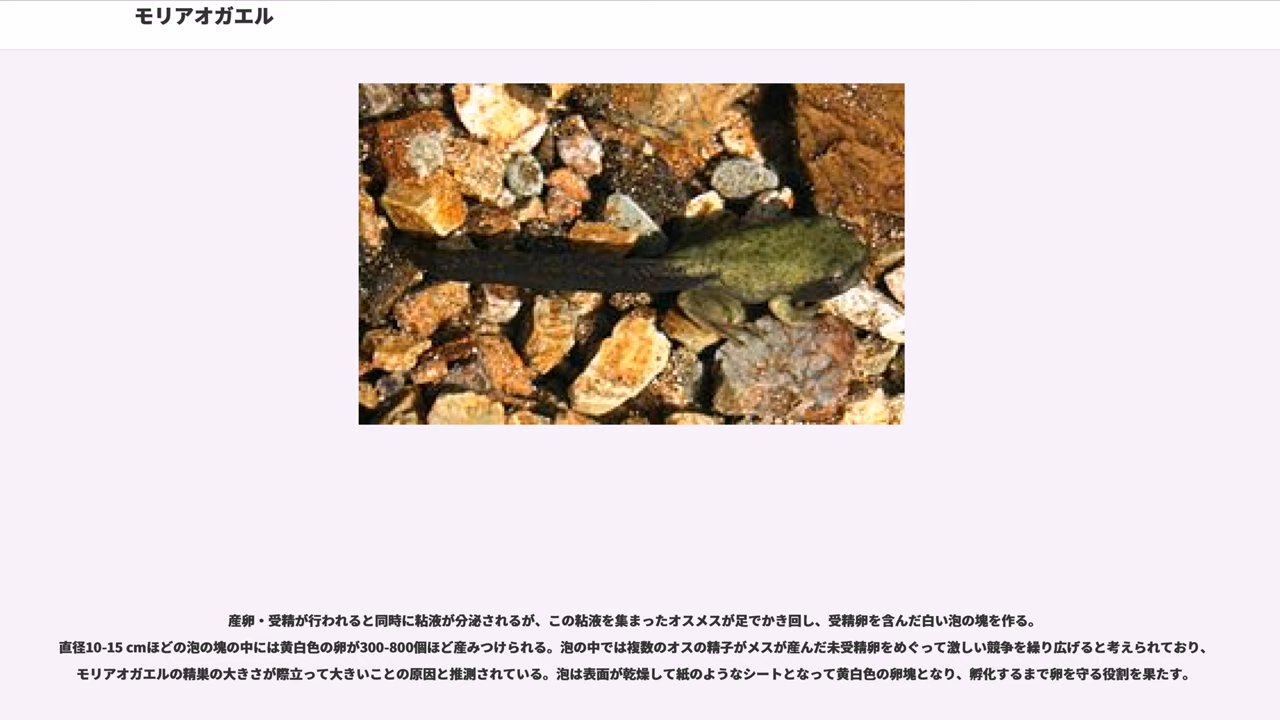 モリアオガエル
産卵・受精が行われると同時に粘液が分泌されるが、この粘液を集まったオスメスが足でかき回し、受精卵を含んだ白い泡の塊を作る。
直径10-15 cmほどの泡の塊の中には黄白色の卵が300-800個ほど産みつけられる。泡の中では複数のオスの精子がメスが産んだ未受精卵をめぐって激しい競争を繰り広げると考えられており、
モリアオガエルの精巣の大きさが際立って大きいことの原因と推測されている。泡は表面が乾燥して紙のようなシートとなって黄白色の卵塊となり、孵化するまで卵を守る役割を果たす。